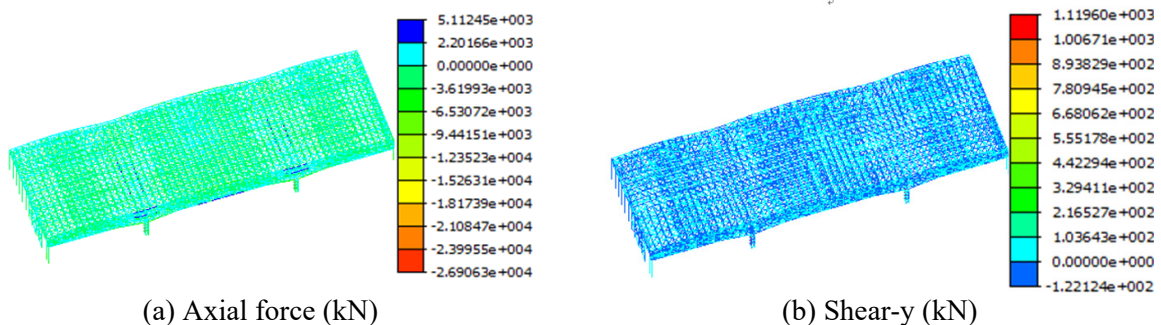 5.11245e+003
2.20166e+003
0.00000e+000
-3.61993e+003
-6.53072e+003
-9.44151e+003
-1.23523e+004
-1.52631e+004
-1.81739e+004
-2.10847e+004
-2.39955e+004
-2.69063e+004
(a) Axial force (kN)
1.11960e+003
1.00671e+003
8.93829e+002
7.80945e+002
6.68062e+002
5.55178e+002
4.42294e+002
3.29411e+002
2.16527e+002
1.03643e+002
0.00000e+000
-1.22124e+002
(b) Shear-y (kN)